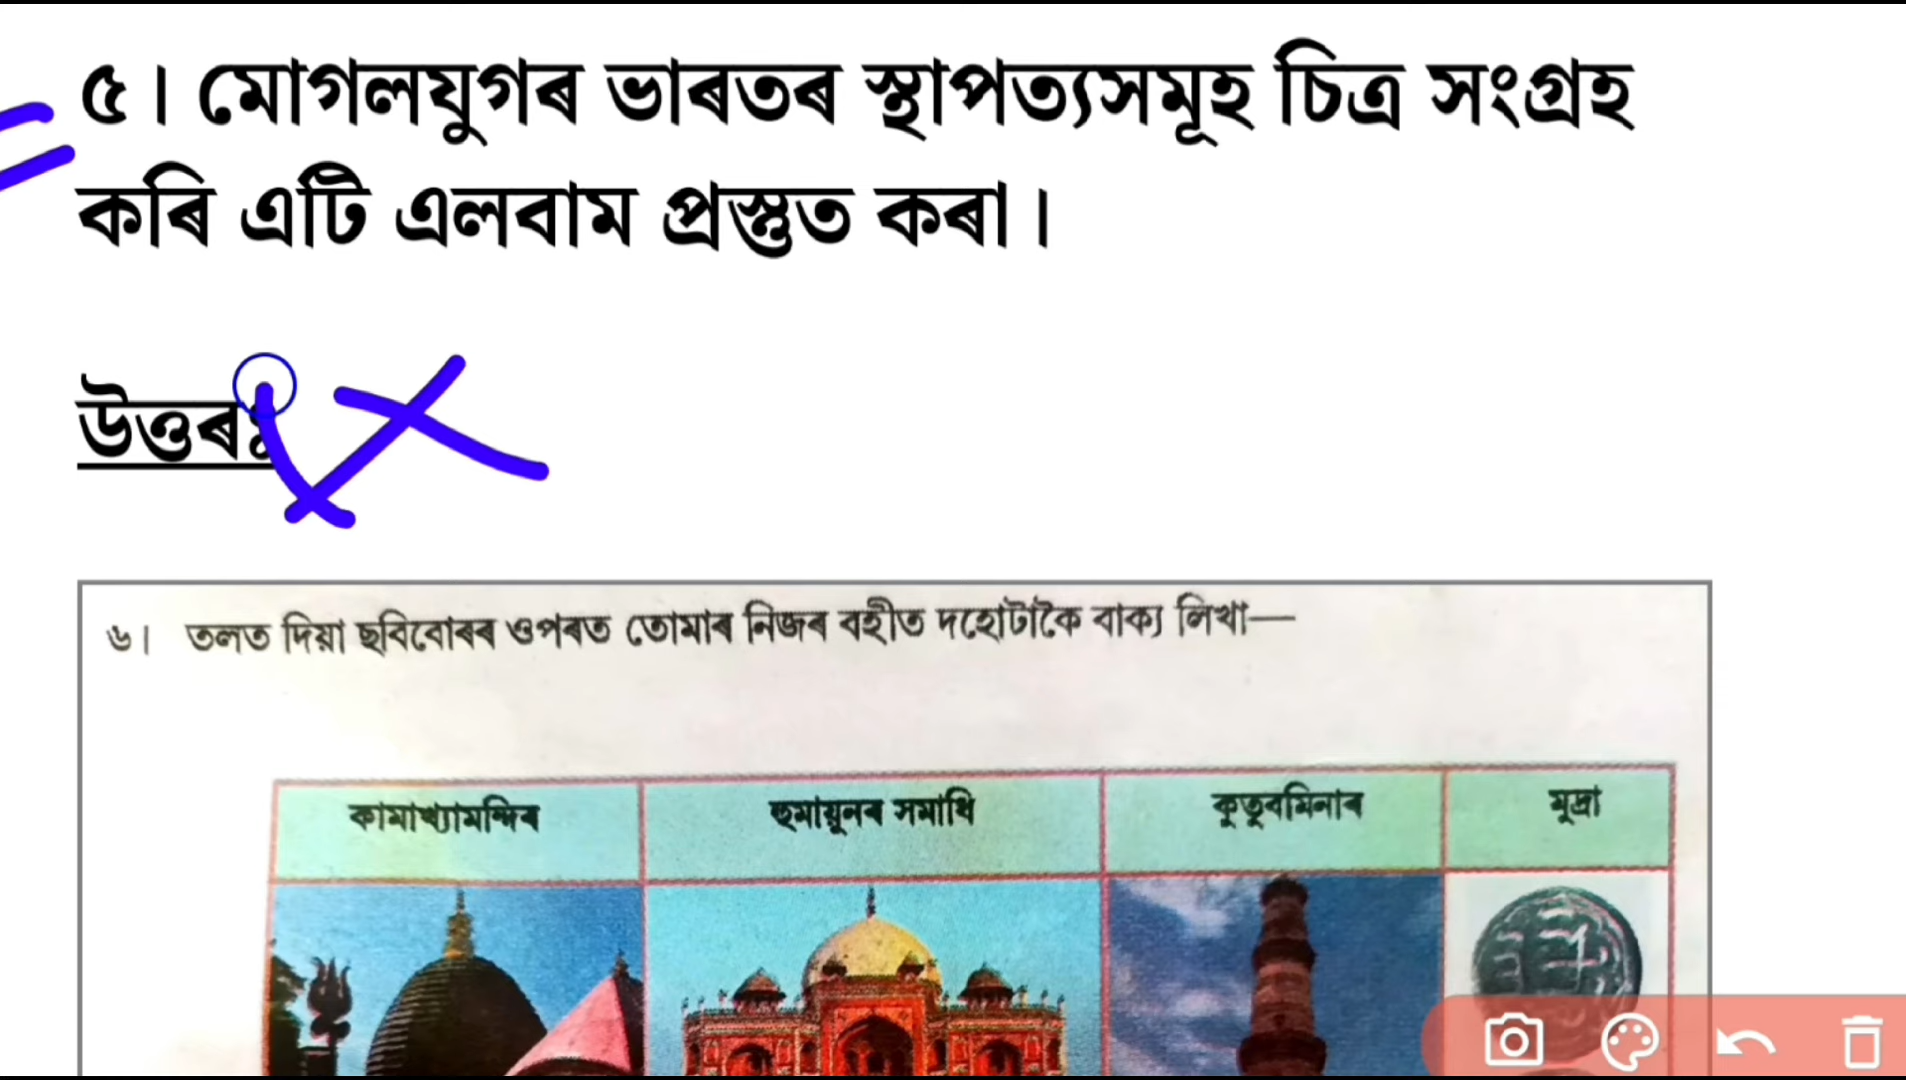 ৫। মোগলযুগৰ ভাৰতৰ স্থাপত্যসমূহ চিত্ৰ সংগ্ৰহ
কৰি এটি এলবাম প্ৰস্তুত কৰা।
উত্তৰঃ
৬। তলত দিয়া ছবিবোৰৰ ওপৰত তোমাৰ নিজৰ বহীত দহোটাকৈ বাক্য লিখা—
কামাখ্যামন্দিৰ হুমায়ুনৰ সমাধি কুতুবমিনাৰ মুদ্ৰা